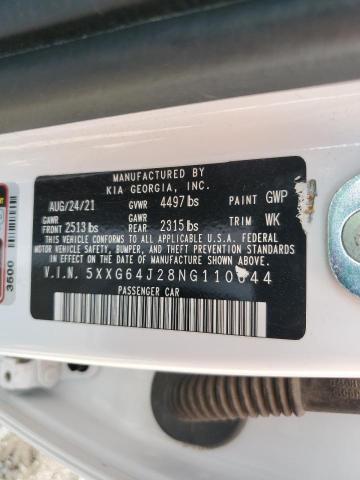 MANUFACTURED BY
KIA GEORGIA, INC.
AUG/24/21 GVWR 4497 lbs PAINT GWP
GAWR FRONT 2513 lbs GAWR REAR 2315 lbs TRIM WK
THIS VEHICLE CONFORMS TO ALL APPLICABLE U.S.A. FEDERAL
MOTOR VEHICLE SAFETY, BUMPER, AND THEFT PREVENTION STANDARDS
IN EFFECT ON THE DATE OF MANUFACTURE SHOWN ABOVE.
V.I.N. 5XXG64J28NG110044
PASSENGER CAR
3500